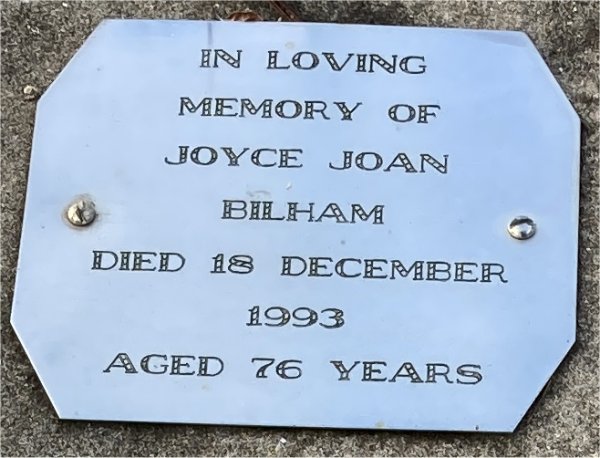 IN LOVING
MEMORY OF
JOYCE JOAN
BILHAM
DIED 18 DECEMBER
1993
AGED 76 YEARS